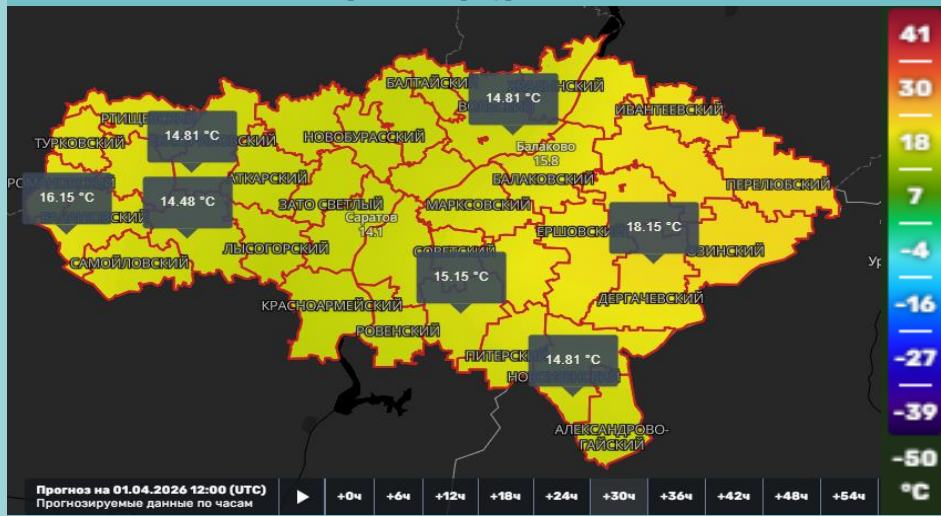 41
30
18
7
-4
-16
-27
-39
-50
°C
БАЛТАЙСКИЙ
14.81 °C
ИВАНТЕЕВСКИЙ
ТУРКОВСКИЙ
14.81 °C
НОВОБУРАССКИЙ
Балаково
15.8
АТКАРСКИЙ
БАЛАКОВСКИЙ
ПЕРЕЛЮБСКИЙ
16.15 °C
14.48 °C
ЗАТО СВЕТЛЫЙ
МАРКСОВСКИЙ
Саратов
14.1
18.15 °C
САМОЙЛОВСКИЙ
ЛЫСОГОРСКИЙ
15.15 °C
ДЕРГАЧЕВСКИЙ
КРАСНОАРМЕЙСКИЙ
РОВЕНСКИЙ
14.81 °C
АЛЕКСАНДРОВО-
ГАЙСКИЙ
Прогноз на 01.04.2026 12:00 (UTC)
Прогнозируемые данные по часам
+0ч +6ч +12ч +18ч +24ч +30ч +36ч +42ч +48ч +54ч